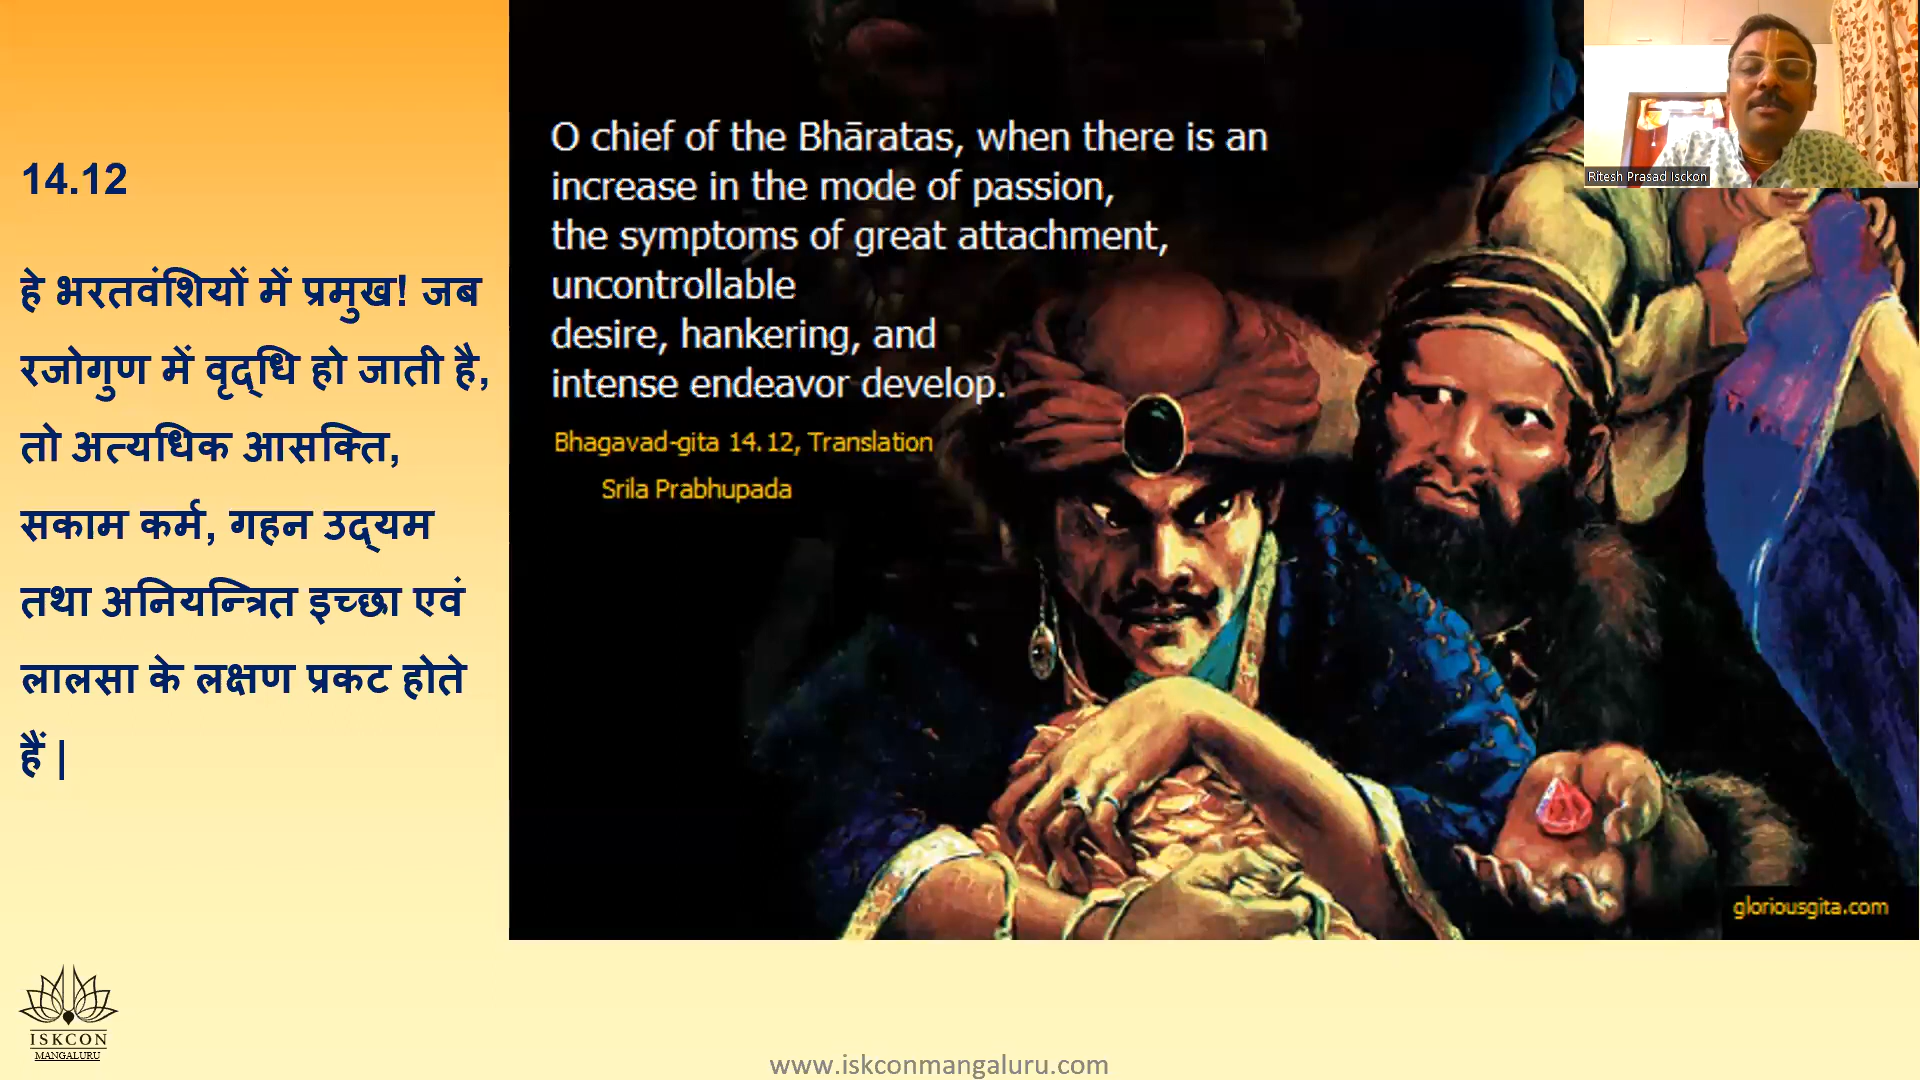 14.12
हे भरतवंशियों में प्रमुख! जब
रजोगुण में वृद्धि हो जाती है,
तो अत्यधिक आसक्ति,
सकाम कर्म, गहन उद्यम
तथा अनियन्त्रित इच्छा एवं
लालसा के लक्षण प्रकट होते
हैं |
O chief of the Bhāratas, when there is an
increase in the mode of passion,
the symptoms of great attachment,
uncontrollable
desire, hankering, and
intense endeavor develop.
Bhagavad-gita 14.12, Translation
Srila Prabhupada
Ritesh Prasad Isckon
gloriousgita.com
ISKCON
MANGALURU
www.iskconmangaluru.com